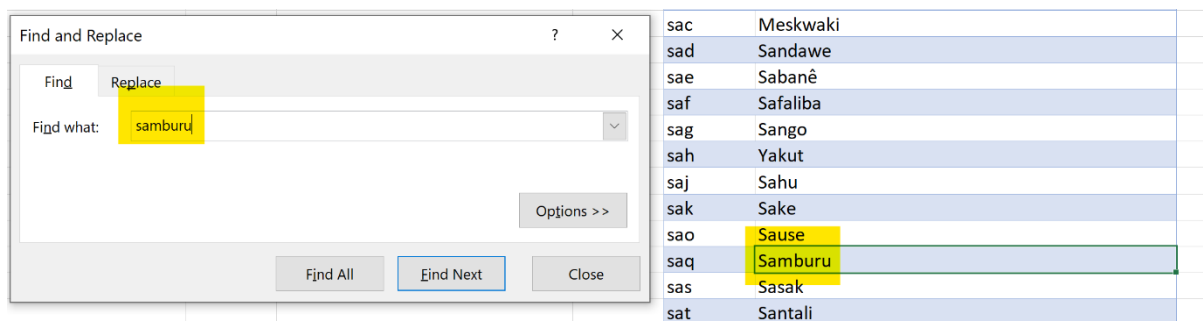 Find and Replace ? ×
Find Replace
Find what: samburu
Options >>
Find All Find Next Close
sac Meskwaki
sad Sandawe
sae Sabanê
saf Safaliba
sag Sango
sah Yakut
saj Sahu
sak Sake
sao Sause
saq Samburu
sas Sasak
sat Santali